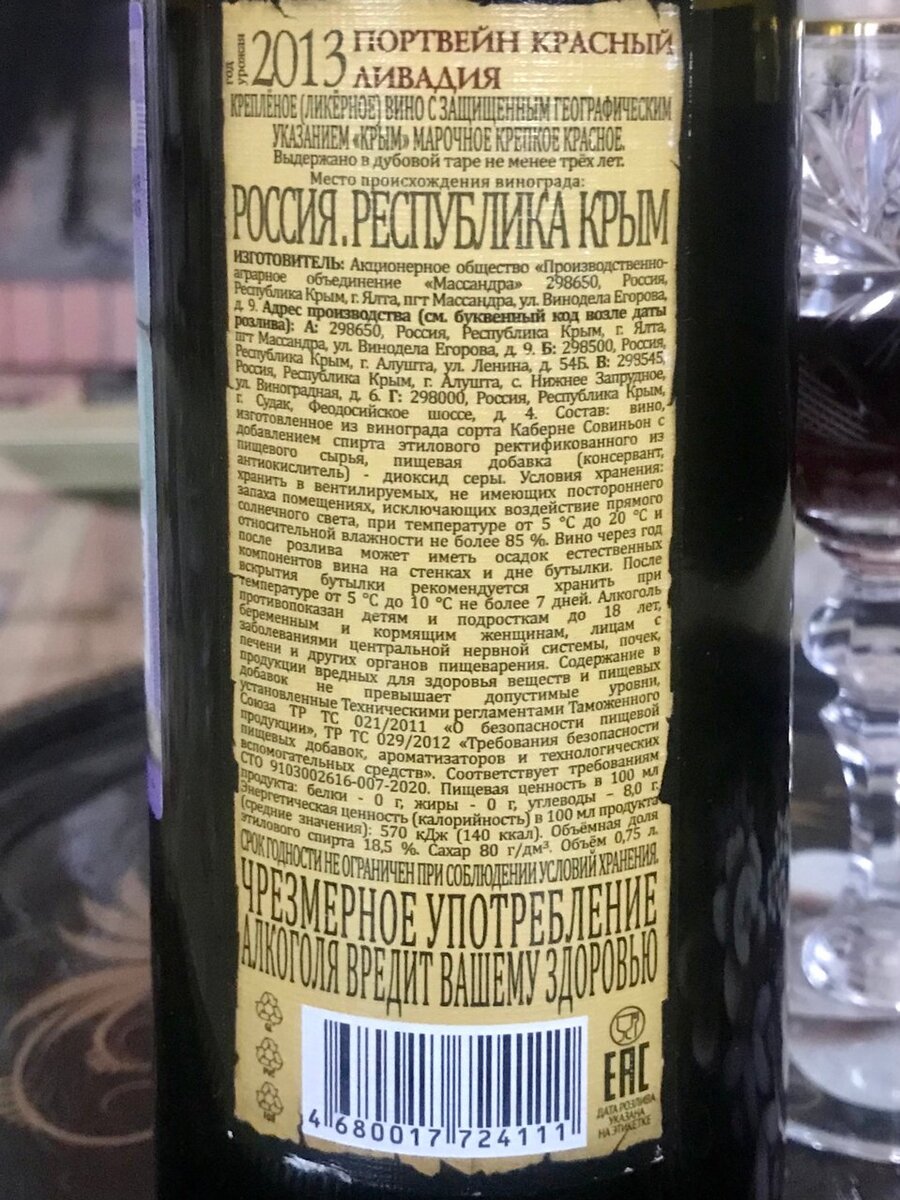 год урожая
2013 ПОРТВЕЙН КРАСНЫЙ
ЛИВАДИЯ
КРЕПЛЁНОЕ (ЛИКЁРНОЕ) ВИНО С ЗАЩИЩЕННЫМ ГЕОГРАФИЧЕСКИМ
УКАЗАНИЕМ «КРЫМ» МАРОЧНОЕ КРЕПКОЕ КРАСНОЕ.
Выдержано в дубовой таре не менее трёх лет.
Место происхождения винограда:
РОССИЯ. РЕСПУБЛИКА КРЫМ
ИЗГОТОВИТЕЛЬ: Акционерное общество «Производственно-
аграрное объединение «Массандра» 298650, Россия,
Республика Крым, г. Ялта, пгт Массандра, ул. Винодела Егорова,
д. 9. Адрес производства (см. буквенный код возле даты
розлива): А: 298650, Россия, Республика Крым, г. Ялта,
пгт Массандра, ул. Винодела Егорова, д. 9. Б: 298500, Россия,
Республика Крым, г. Алушта, ул. Ленина, д. 54Б. В: 298545,
Россия, Республика Крым, г. Алушта, с. Нижнее Запрудное,
ул. Виноградная, д. 6. Г: 298000, Россия, Республика Крым,
г. Судак, Феодосийское шоссе, д. 4. Состав: вино,
изготовленное из винограда сорта Каберне Совиньон с
добавлением спирта этилового ректификованного из
пищевого сырья, пищевая добавка (консервант,
антиокислитель) - диоксид серы. Условия хранения:
хранить в вентилируемых, не имеющих постороннего
запаха помещениях, исключающих воздействие прямого
солнечного света, при температуре от 5 °С до 20 °С и
относительной влажности не более 85 %. Вино через год
после розлива может иметь осадок естественных
компонентов вина на стенках и дне бутылки. После
вскрытия бутылки рекомендуется хранить при
температуре от 5 °С до 10 °С не более 7 дней. Алкоголь
противопоказан детям и подросткам до 18 лет,
беременным и кормящим женщинам, лицам с
заболеваниями центральной нервной системы, почек,
печени и других органов пищеварения. Содержание в
продукции вредных для здоровья веществ и пищевых
добавок не превышает допустимые уровни,
установленные Техническими регламентами Таможенного
Союза ТР ТС 021/2011 «О безопасности пищевой
продукции», ТР ТС 029/2012 «Требования безопасности
пищевых добавок, ароматизаторов и технологических
вспомогательных средств». Соответствует требованиям
СТО 9103002616-007-2020. Пищевая ценность в 100 мл
продукта: белки - 0 г, жиры - 0 г, углеводы – 8,0 г.
Энергетическая ценность (калорийность) в 100 мл продукта
(средние значения): 570 кДж (140 ккал). Объёмная доля
этилового спирта 18,5 %. Сахар 80 г/дм³. Объём 0,75 л.
СРОК ГОДНОСТИ НЕ ОГРАНИЧЕН ПРИ СОБЛЮДЕНИИ УСЛОВИЙ ХРАНЕНИЯ.
ЧРЕЗМЕРНОЕ УПОТРЕБЛЕНИЕ
АЛКОГОЛЯ ВРЕДИТ ВАШЕМУ ЗДОРОВЬЮ
EAC
ДАТА РОЗЛИВА
УКАЗАНА
НА ЭТИКЕТКЕ
4 680017 724111